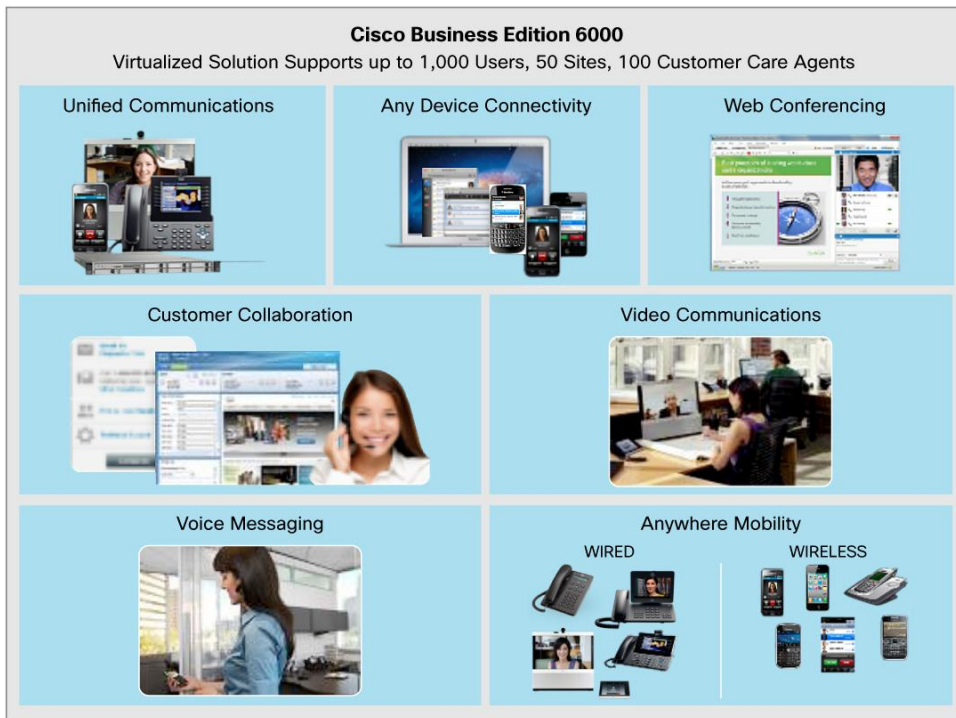 Cisco Business Edition 6000
Virtualized Solution Supports up to 1,000 Users, 50 Sites, 100 Customer Care Agents
Unified Communications
Any Device Connectivity
Web Conferencing
Customer Collaboration
Video Communications
Voice Messaging
Anywhere Mobility
WIRED
WIRELESS